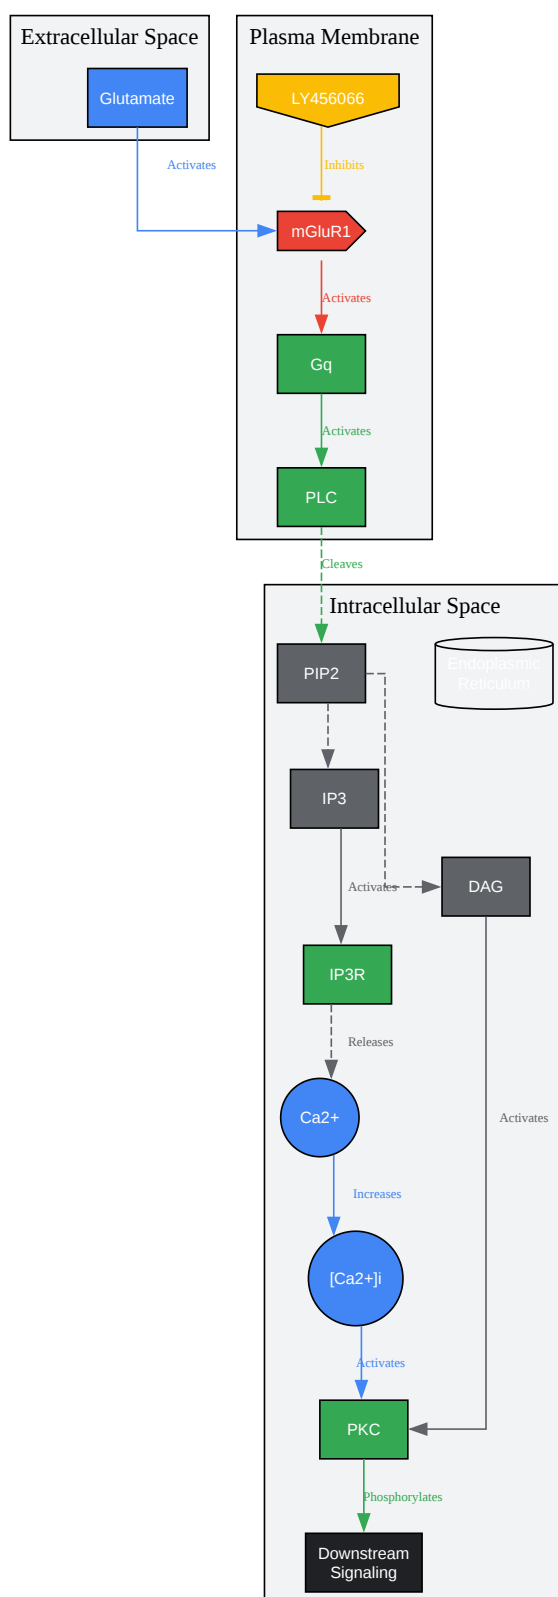 Extracellular Space
Plasma Membrane
Glutamate
LY456066
Activates
Inhibits
mGluR1
Activates
Gq
Activates
PLC
Cleaves
Intracellular Space
PIP2
Endoplasmic
Reticulum
IP3
Activates
DAG
IP3R
Releases
Ca2+
Activates
Increases
[Ca2+]i
Activates
PKC
Phosphorylates
Downstream
Signaling